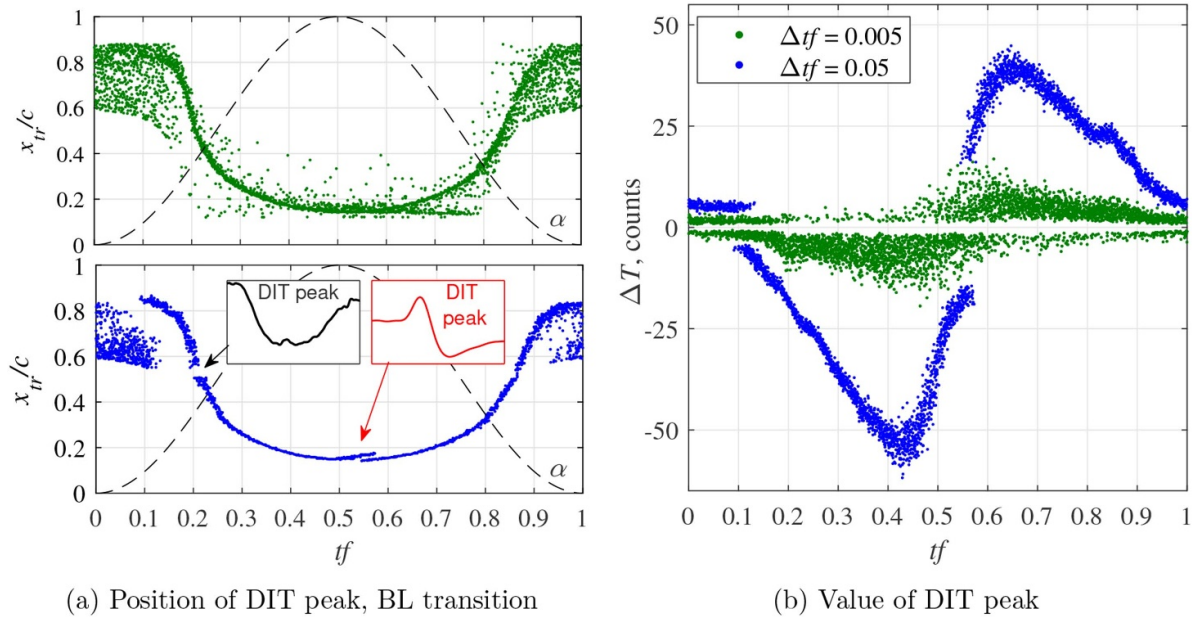 1
0.8
0.6
0.4
0.2
0
x_tr/c
α
1
0.8
0.6
0.4
0.2
0
x_tr/c
DIT peak
DIT
peak
α
0 0.1 0.2 0.3 0.4 0.5 0.6 0.7 0.8 0.9 1
tf
(a) Position of DIT peak, BL transition
50
25
0
-25
-50
ΔT, counts
Δtf = 0.005
Δtf = 0.05
0 0.1 0.2 0.3 0.4 0.5 0.6 0.7 0.8 0.9 1
tf
(b) Value of DIT peak